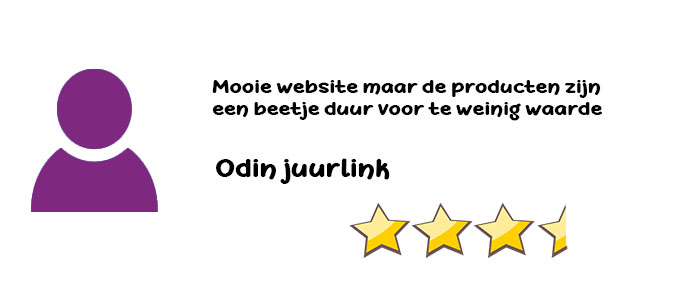 Mooie website maar de producten zijn
een beetje duur voor te weinig waarde
Odin juurlink